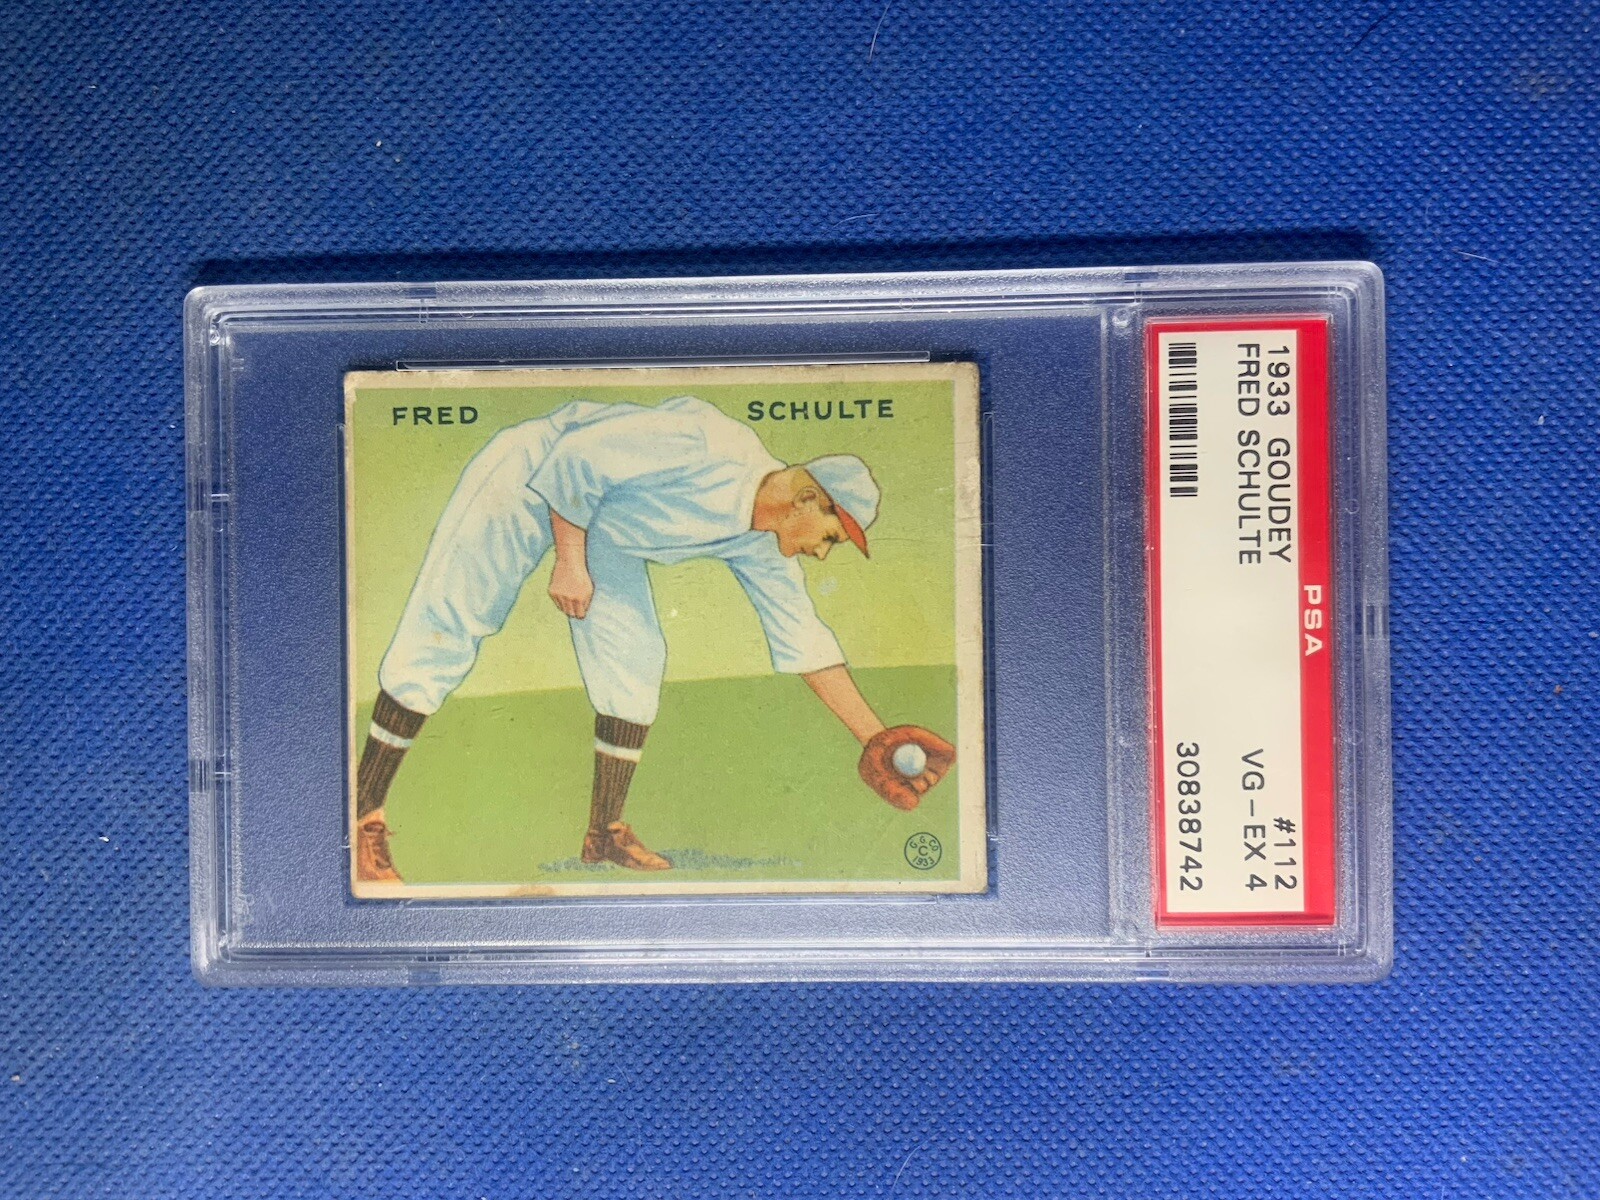 1933 GOUDEY #112
FRED SCHULTE VG-EX 4
30838742
PSA
FRED SCHULTE
G. G. CO
C
1933